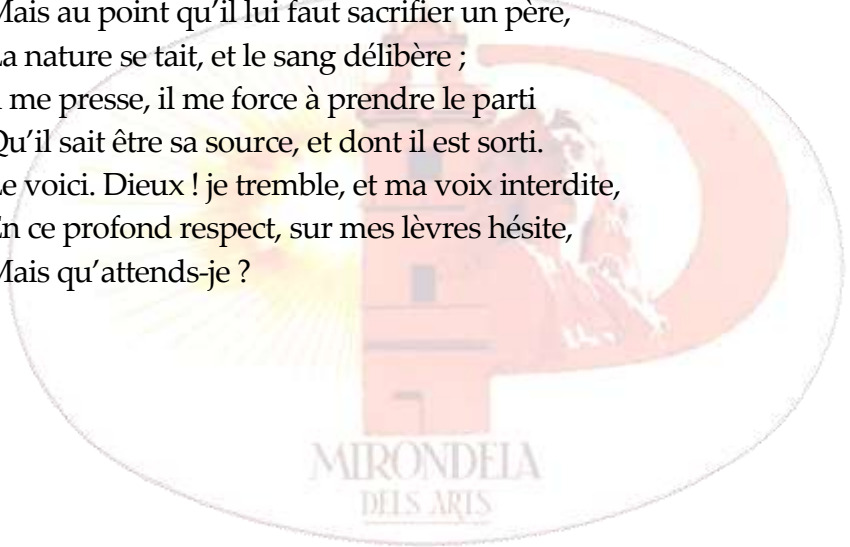 Mais au point qu’il lui faut sacrifier un père,
La nature se tait, et le sang délibère ;
Il me presse, il me force à prendre le parti
Qu’il sait être sa source, et dont il est sorti.
Le voici. Dieux ! je tremble, et ma voix interdite,
En ce profond respect, sur mes lèvres hésite,
Mais qu’attends-je ?
MIRONDELA
DELS ARTS